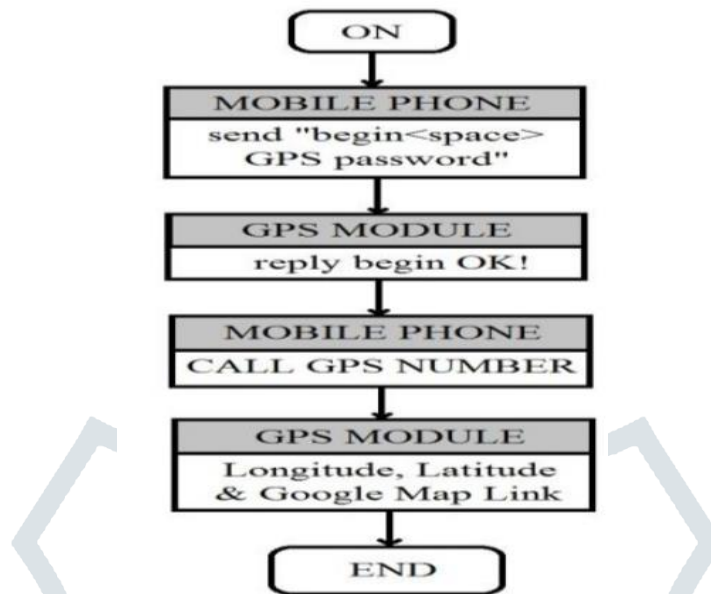 ON
MOBILE PHONE
send "begin<space>
GPS password"
GPS MODULE
reply begin OK!
MOBILE PHONE
CALL GPS NUMBER
GPS MODULE
Longitude, Latitude
& Google Map Link
END